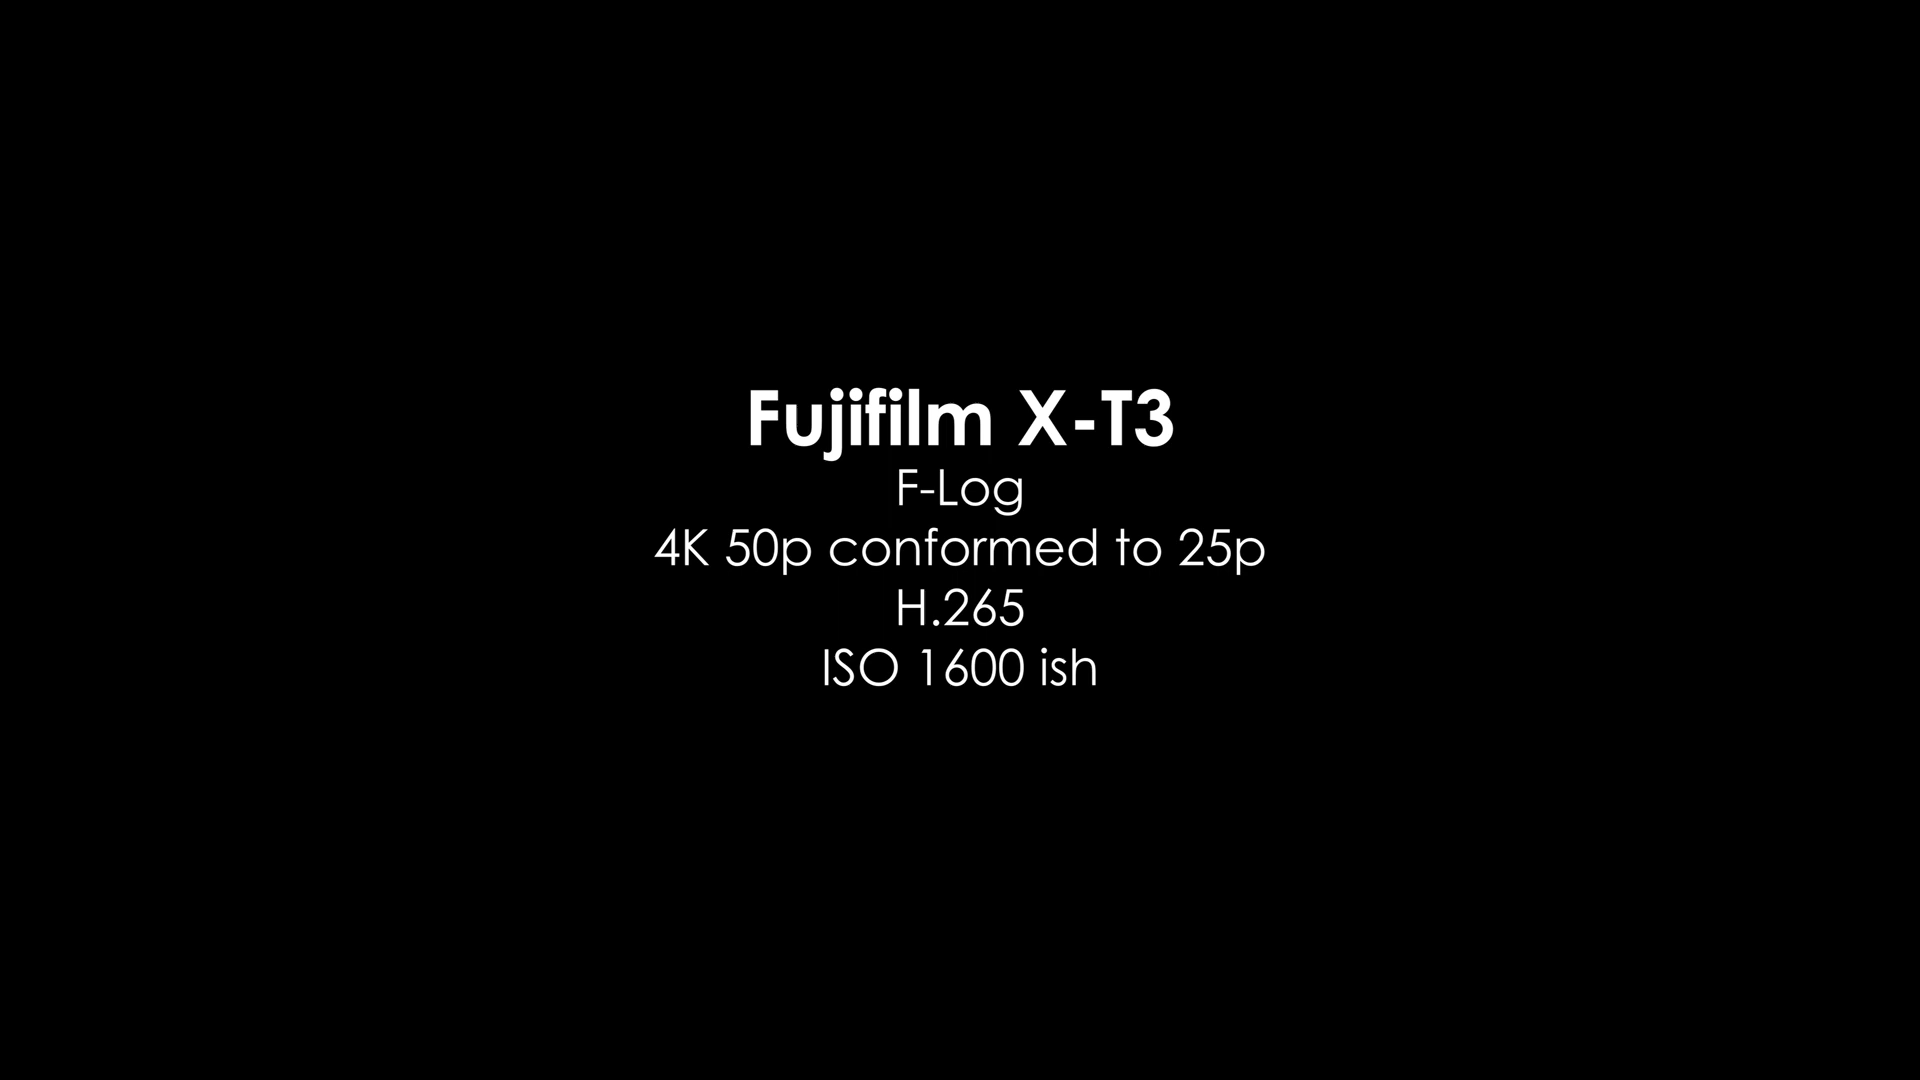 Fujifilm X-T3
F-Log
4K 50p conformed to 25p
H.265
ISO 1600 ish